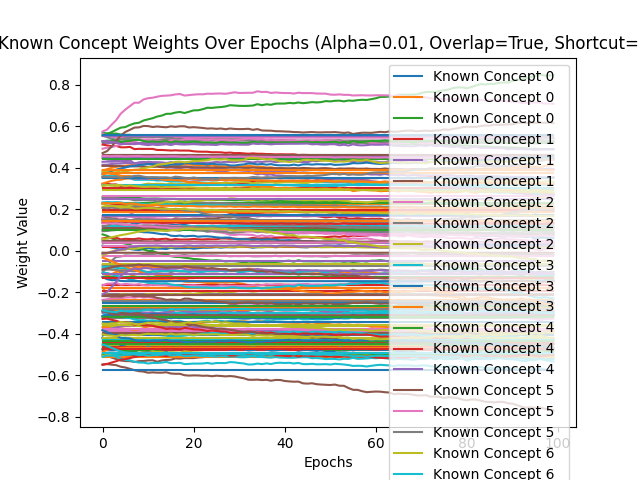 Known Concept Weights Over Epochs (Alpha=0.01, Overlap=True, Shortcut=
Weight Value
0.8
0.6
0.4
0.2
0.0
−0.2
−0.4
−0.6
−0.8
Known Concept 0
Known Concept 0
Known Concept 0
Known Concept 1
Known Concept 1
Known Concept 1
Known Concept 2
Known Concept 2
Known Concept 2
Known Concept 3
Known Concept 3
Known Concept 3
Known Concept 4
Known Concept 4
Known Concept 4
Known Concept 5
Known Concept 5
Known Concept 5
Known Concept 6
Known Concept 6
0 20 40 60 80 100
Epochs